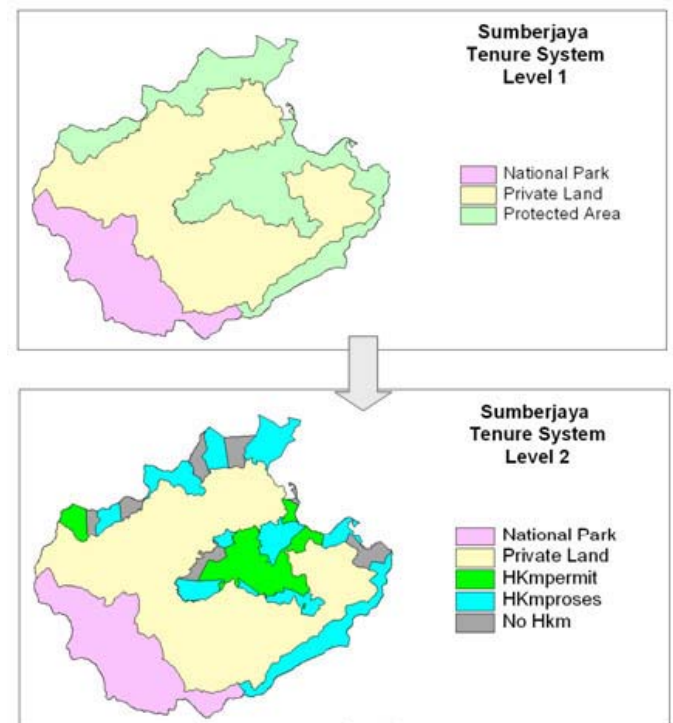 Sumberjaya
Tenure System
Level 1
National Park
Private Land
Protected Area
Sumberjaya
Tenure System
Level 2
National Park
Private Land
HKmpermit
HKmproses
No Hkm